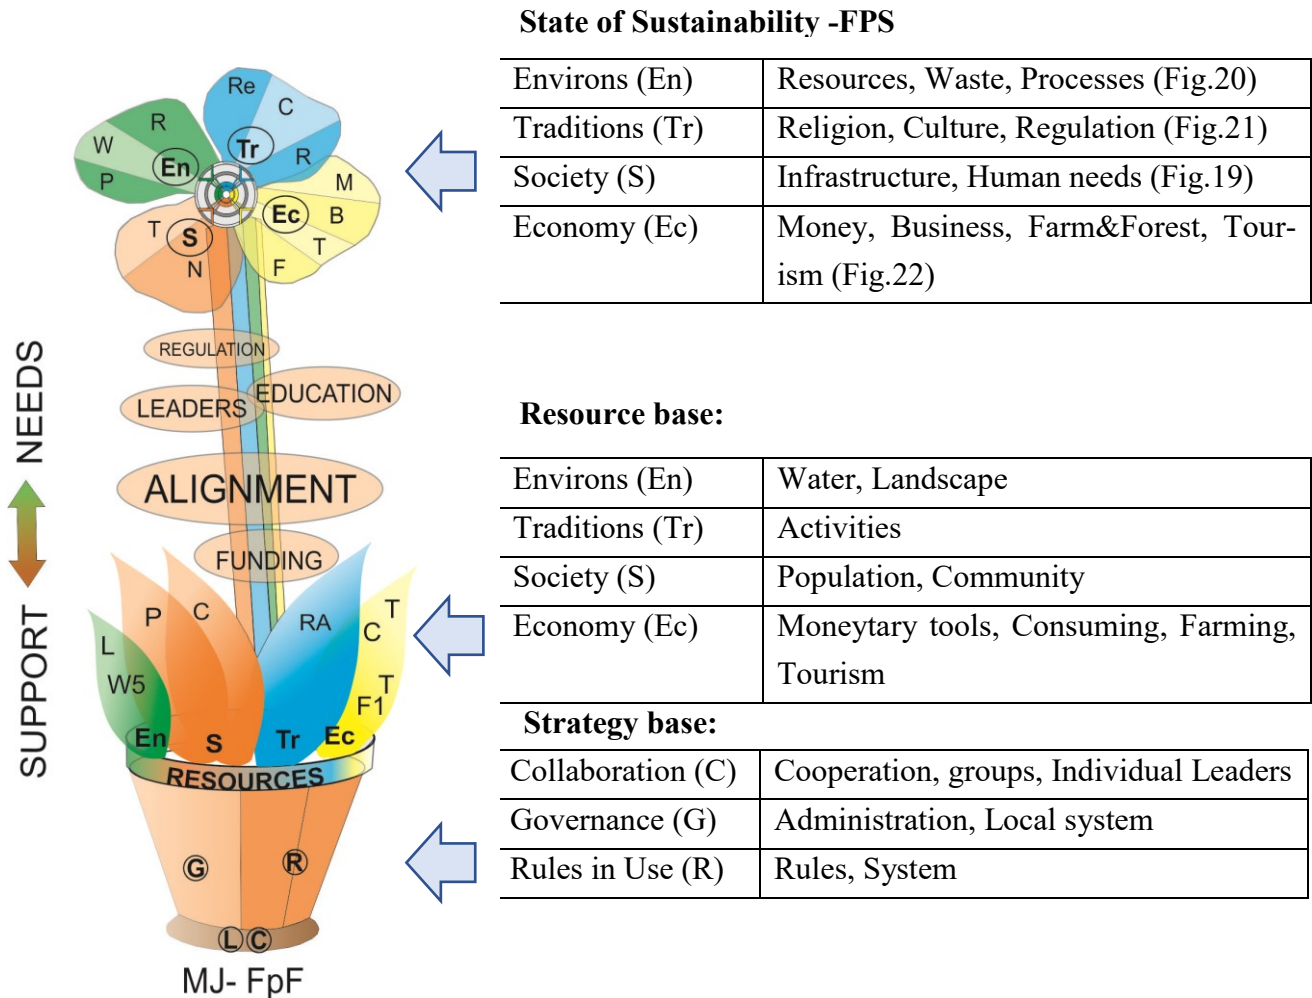 State of Sustainability -FPS
Environs (En) Resources, Waste, Processes (Fig.20)
Traditions (Tr) Religion, Culture, Regulation (Fig.21)
Society (S) Infrastructure, Human needs (Fig.19)
Economy (Ec) Money, Business, Farm&Forest, Tour-
ism (Fig.22)
Re
C
R
Tr
R
W
P
En
M
B
T
F
Ec
T
S
N
REGULATION
EDUCATION
LEADERS
ALIGNMENT
FUNDING
NEEDS
SUPPORT
Resource base:
Environs (En) Water, Landscape
Traditions (Tr) Activities
Society (S) Population, Community
Economy (Ec) Moneytary tools, Consuming, Farming,
Tourism
L
W5
P
C
RA
T
C
T
F1
En
S
Tr
Ec
RESOURCES
Strategy base:
Collaboration (C) Cooperation, groups, Individual Leaders
Governance (G) Administration, Local system
Rules in Use (R) Rules, System
G
R
L C
MJ- FpF